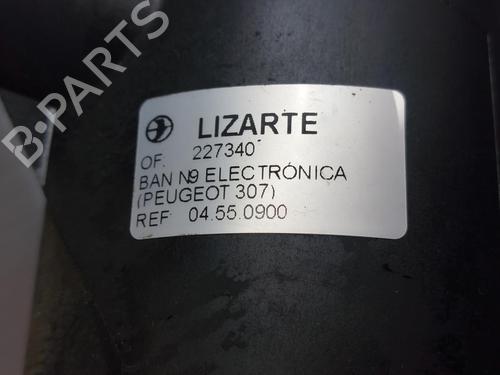 B-PARTS
LIZARTE
OF. 227340
BAN N9 ELECTRÓNICA
(PEUGEOT 307)
REF 04.55.0900